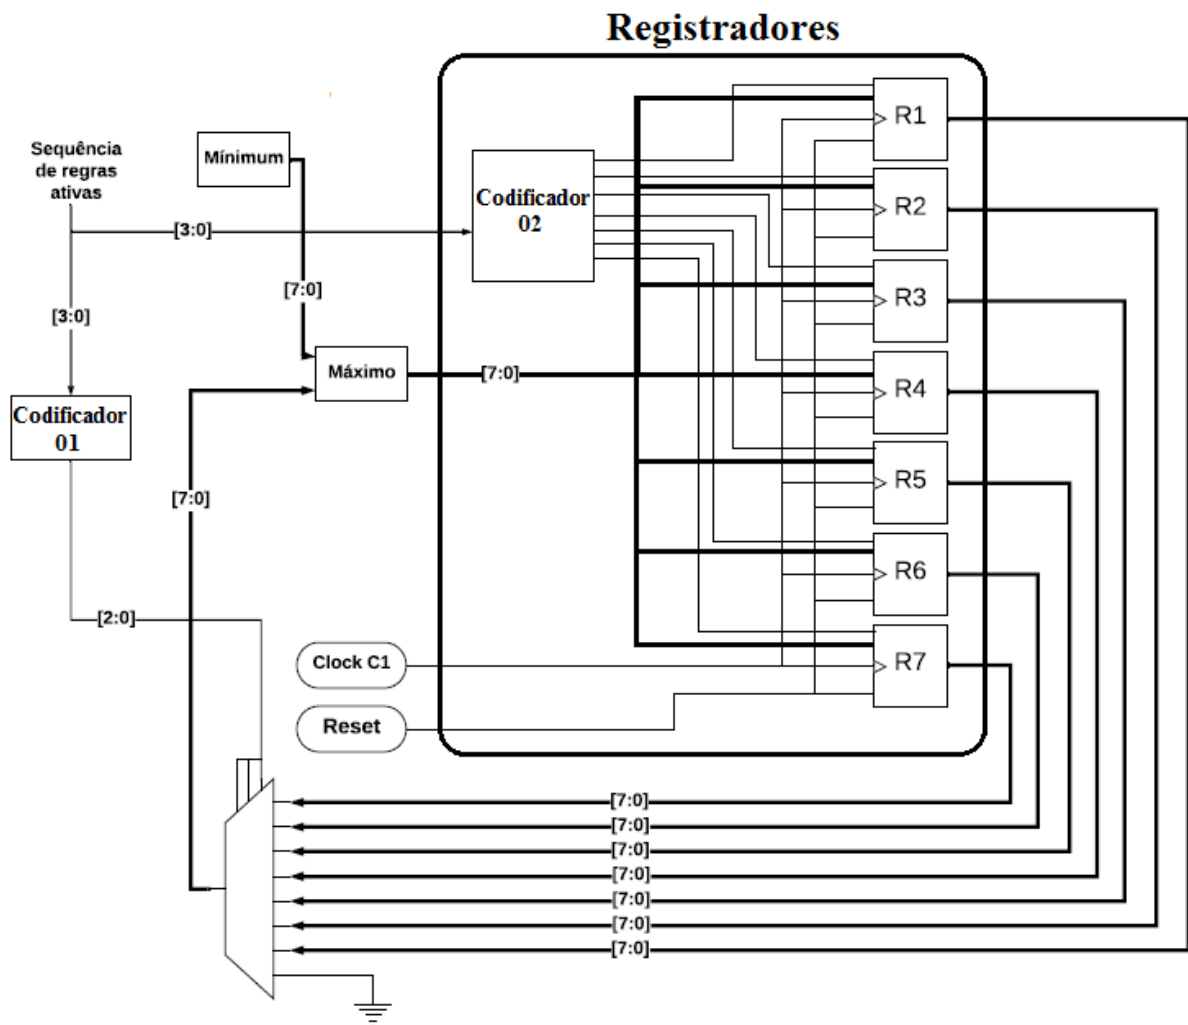 Registradores
Sequência
de regras
ativas
Mínimum
[3:0]
Codificador
02
R1
R2
[7:0]
[3:0]
R3
Máximo
[7:0]
R4
Codificador
01
[7:0]
R5
R6
[2:0]
Clock C1
R7
Reset
[7:0]
[7:0]
[7:0]
[7:0]
[7:0]
[7:0]
[7:0]